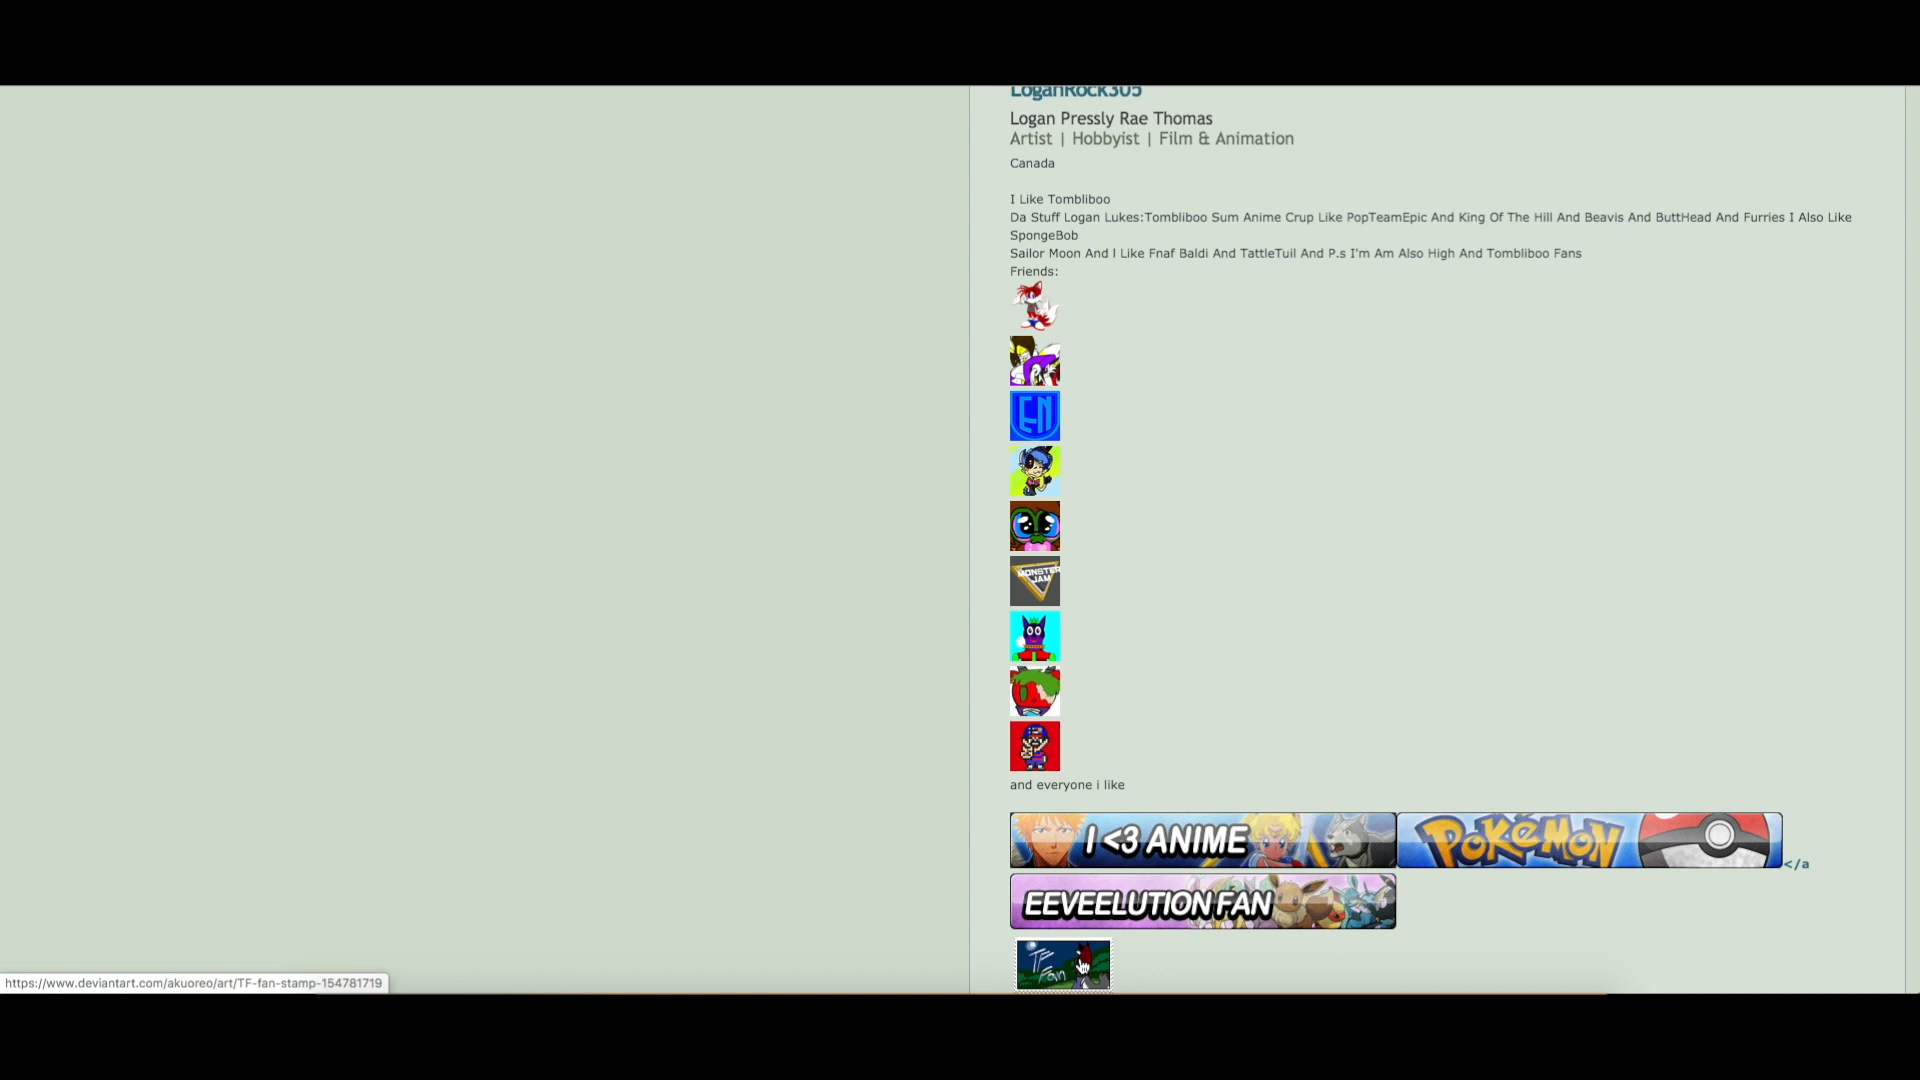 LoganRock305
Logan Pressly Rae Thomas
Artist | Hobbyist | Film & Animation
Canada
I Like Tombliboo
Da Stuff Logan Lukes:Tombliboo Sum Anime Crup Like PopTeamEpic And King Of The Hill And Beavis And ButtHead And Furries I Also Like
SpongeBob
Sailor Moon And I Like Fnaf Baldi And TattleTuil And P.s I'm Am Also High And Tombliboo Fans
Friends:
EN
MONSTER
JAM
and everyone i like
I <3 ANIME
POKéMON
</a
EEVEELUTION FAN
TF
Fan
https://www.deviantart.com/akuoreo/art/TF-fan-stamp-154781719